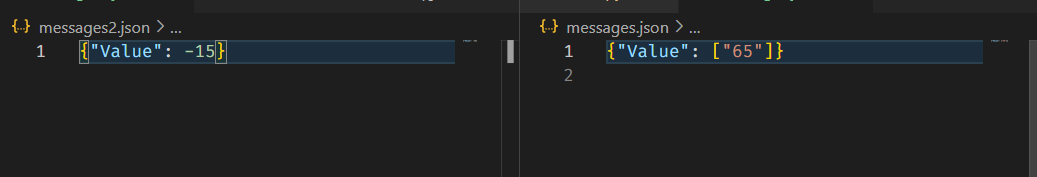 {..} messages2.json > ...
1 {"Value": -15}
{..} messages.json > ...
1 {"Value": ["65"]}
2